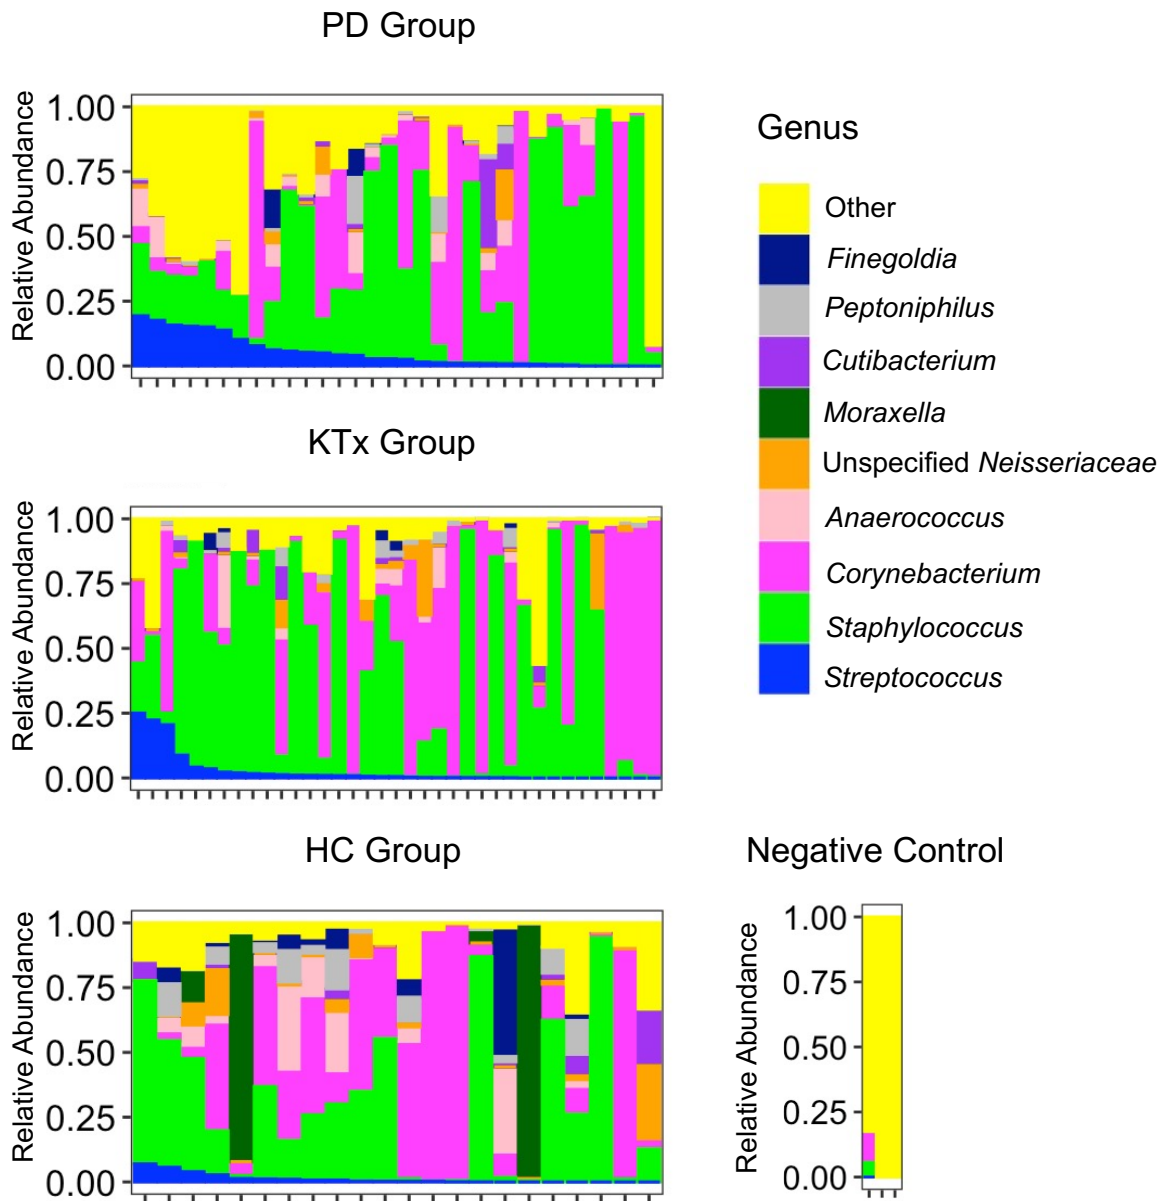 PD Group
Relative Abundance
1.00
0.75
0.50
0.25
0.00
Genus
Other
Finegoldia
Peptoniphilus
Cutibacterium
Moraxella
Unspecified Neisseriaceae
Anaerococcus
Corynebacterium
Staphylococcus
Streptococcus
KTx Group
Relative Abundance
1.00
0.75
0.50
0.25
0.00
HC Group
Relative Abundance
1.00
0.75
0.50
0.25
0.00
Negative Control
Relative Abundance
1.00
0.75
0.50
0.25
0.00